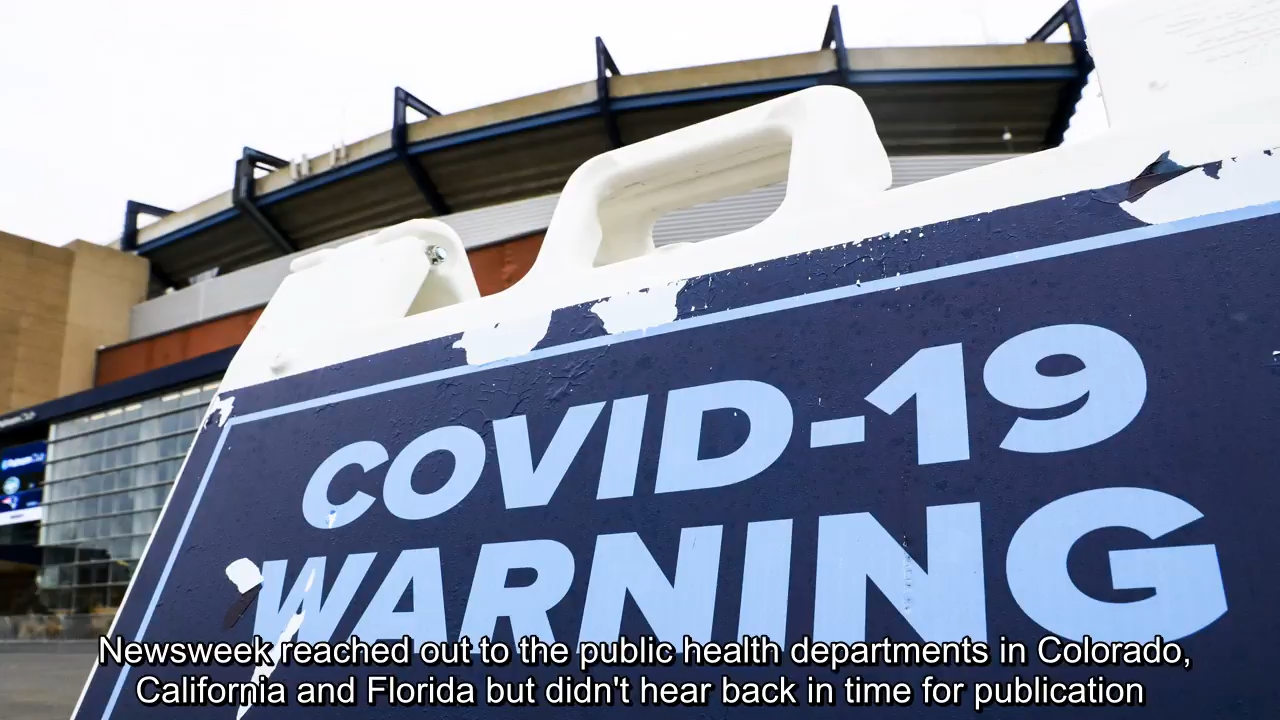 COVID-19
WARNING
Newsweek reached out to the public health departments in Colorado,
California and Florida but didn't hear back in time for publication